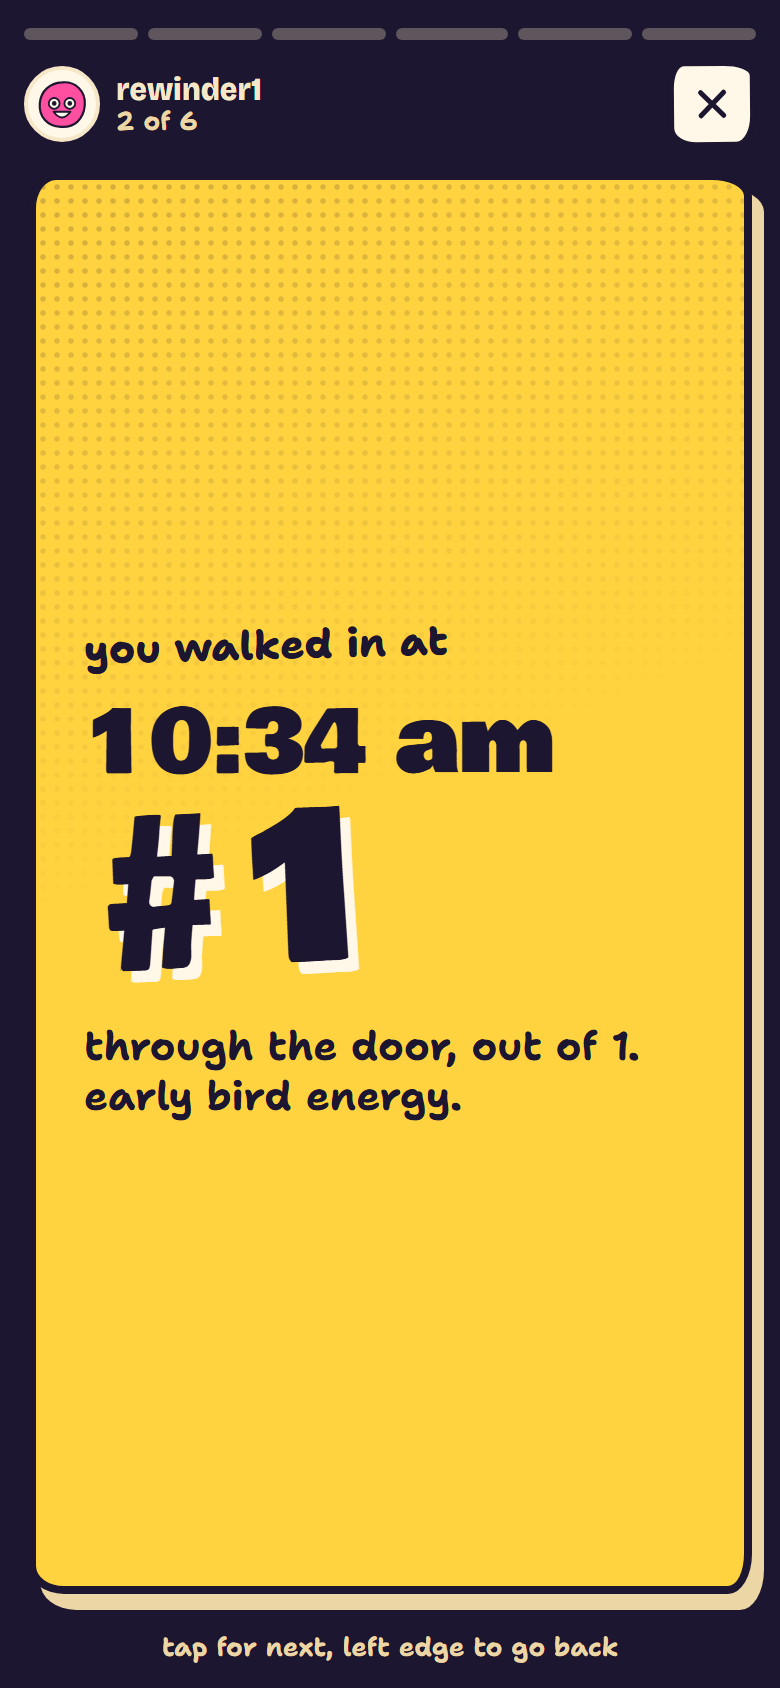 rewinder1
2 of 6
you walked in at
10:34 am
#1
through the door, out of 1.
early bird energy.
tap for next, left edge to go back